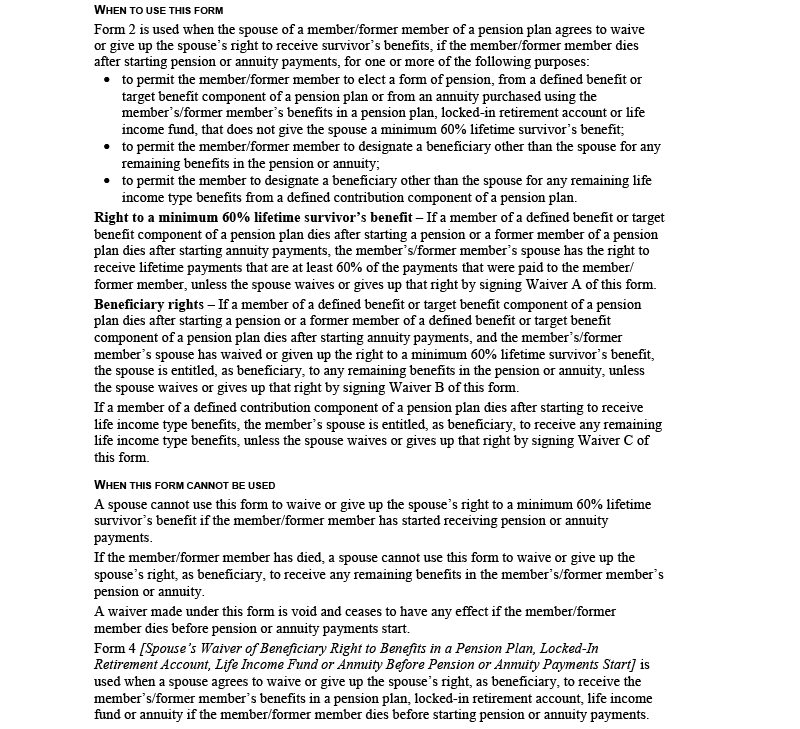 WHEN TO USE THIS FORM
Form 2 is used when the spouse of a member/former member of a pension plan agrees to waive
or give up the spouse's right to receive survivor's benefits, if the member/former member dies
after starting pension or annuity payments, for one or more of the following purposes:
• to permit the member/former member to elect a form of pension, from a defined benefit or
target benefit component of a pension plan or from an annuity purchased using the
member's/former member's benefits in a pension plan, locked-in retirement account or life
income fund, that does not give the spouse a minimum 60% lifetime survivor's benefit;
• to permit the member/former member to designate a beneficiary other than the spouse for any
remaining benefits in the pension or annuity;
• to permit the member to designate a beneficiary other than the spouse for any remaining life
income type benefits from a defined contribution component of a pension plan.
Right to a minimum 60% lifetime survivor's benefit – If a member of a defined benefit or target
benefit component of a pension plan dies after starting a pension or a former member of a pension
plan dies after starting annuity payments, the member's/former member's spouse has the right to
receive lifetime payments that are at least 60% of the payments that were paid to the member/
former member, unless the spouse waives or gives up that right by signing Waiver A of this form.
Beneficiary rights – If a member of a defined benefit or target benefit component of a pension
plan dies after starting a pension or a former member of a defined benefit or target benefit
component of a pension plan dies after starting annuity payments, and the member's/former
member's spouse has waived or given up the right to a minimum 60% lifetime survivor's benefit,
the spouse is entitled, as beneficiary, to any remaining benefits in the pension or annuity, unless
the spouse waives or gives up that right by signing Waiver B of this form.
If a member of a defined contribution component of a pension plan dies after starting to receive
life income type benefits, the member's spouse is entitled, as beneficiary, to receive any remaining
life income type benefits, unless the spouse waives or gives up that right by signing Waiver C of
this form.
WHEN THIS FORM CANNOT BE USED
A spouse cannot use this form to waive or give up the spouse's right to a minimum 60% lifetime
survivor's benefit if the member/former member has started receiving pension or annuity
payments.
If the member/former member has died, a spouse cannot use this form to waive or give up the
spouse's right, as beneficiary, to receive any remaining benefits in the member's/former member's
pension or annuity.
A waiver made under this form is void and ceases to have any effect if the member/former
member dies before pension or annuity payments start.
Form 4 [Spouse's Waiver of Beneficiary Right to Benefits in a Pension Plan, Locked-In
Retirement Account, Life Income Fund or Annuity Before Pension or Annuity Payments Start] is
used when a spouse agrees to waive or give up the spouse's right, as beneficiary, to receive the
member's/former member's benefits in a pension plan, locked-in retirement account, life income
fund or annuity if the member/former member dies before starting pension or annuity payments.